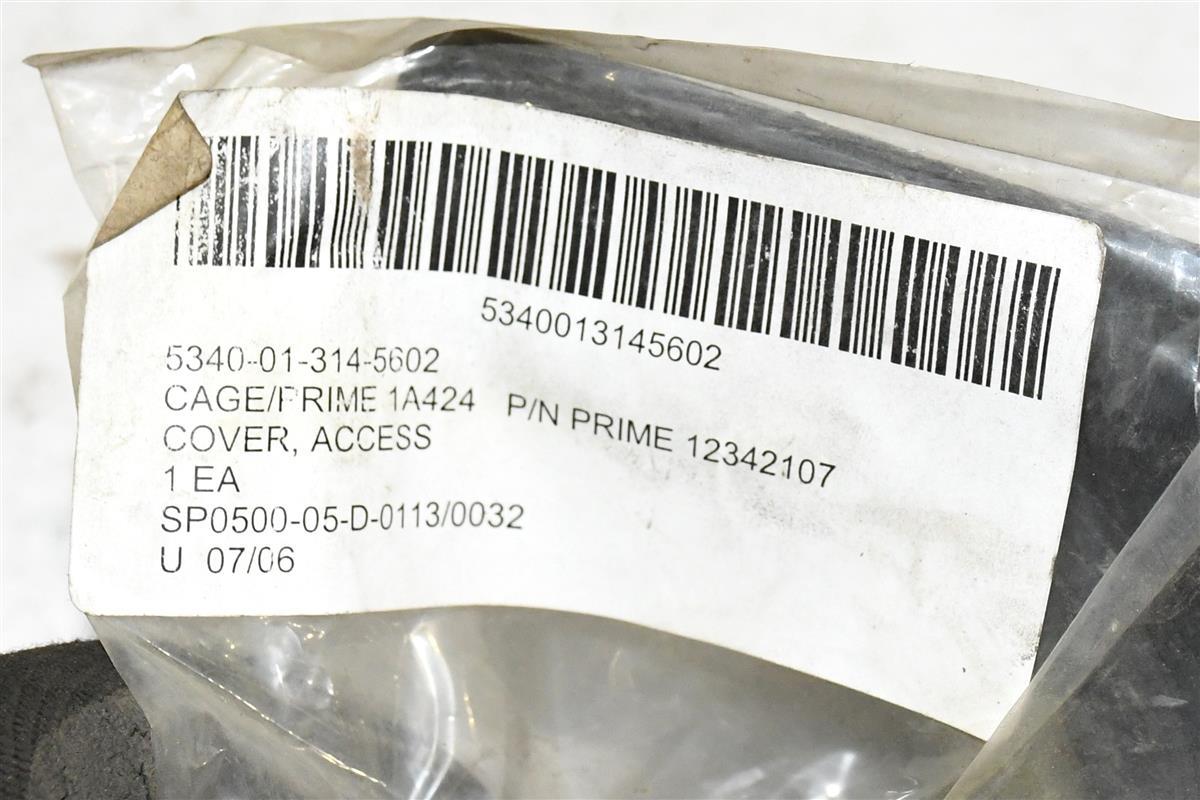 5340013145602
5340-01-314-5602
CAGE/PRIME 1A424 P/N PRIME 12342107
COVER, ACCESS
1 EA
SP0500-05-D-0113/0032
U 07/06